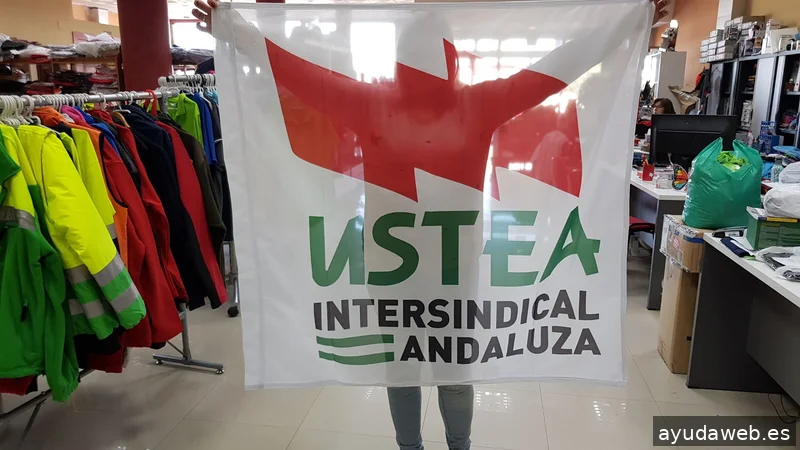 USTEA
INTERSINDICAL
ANDALUZA
ayudaweb.es